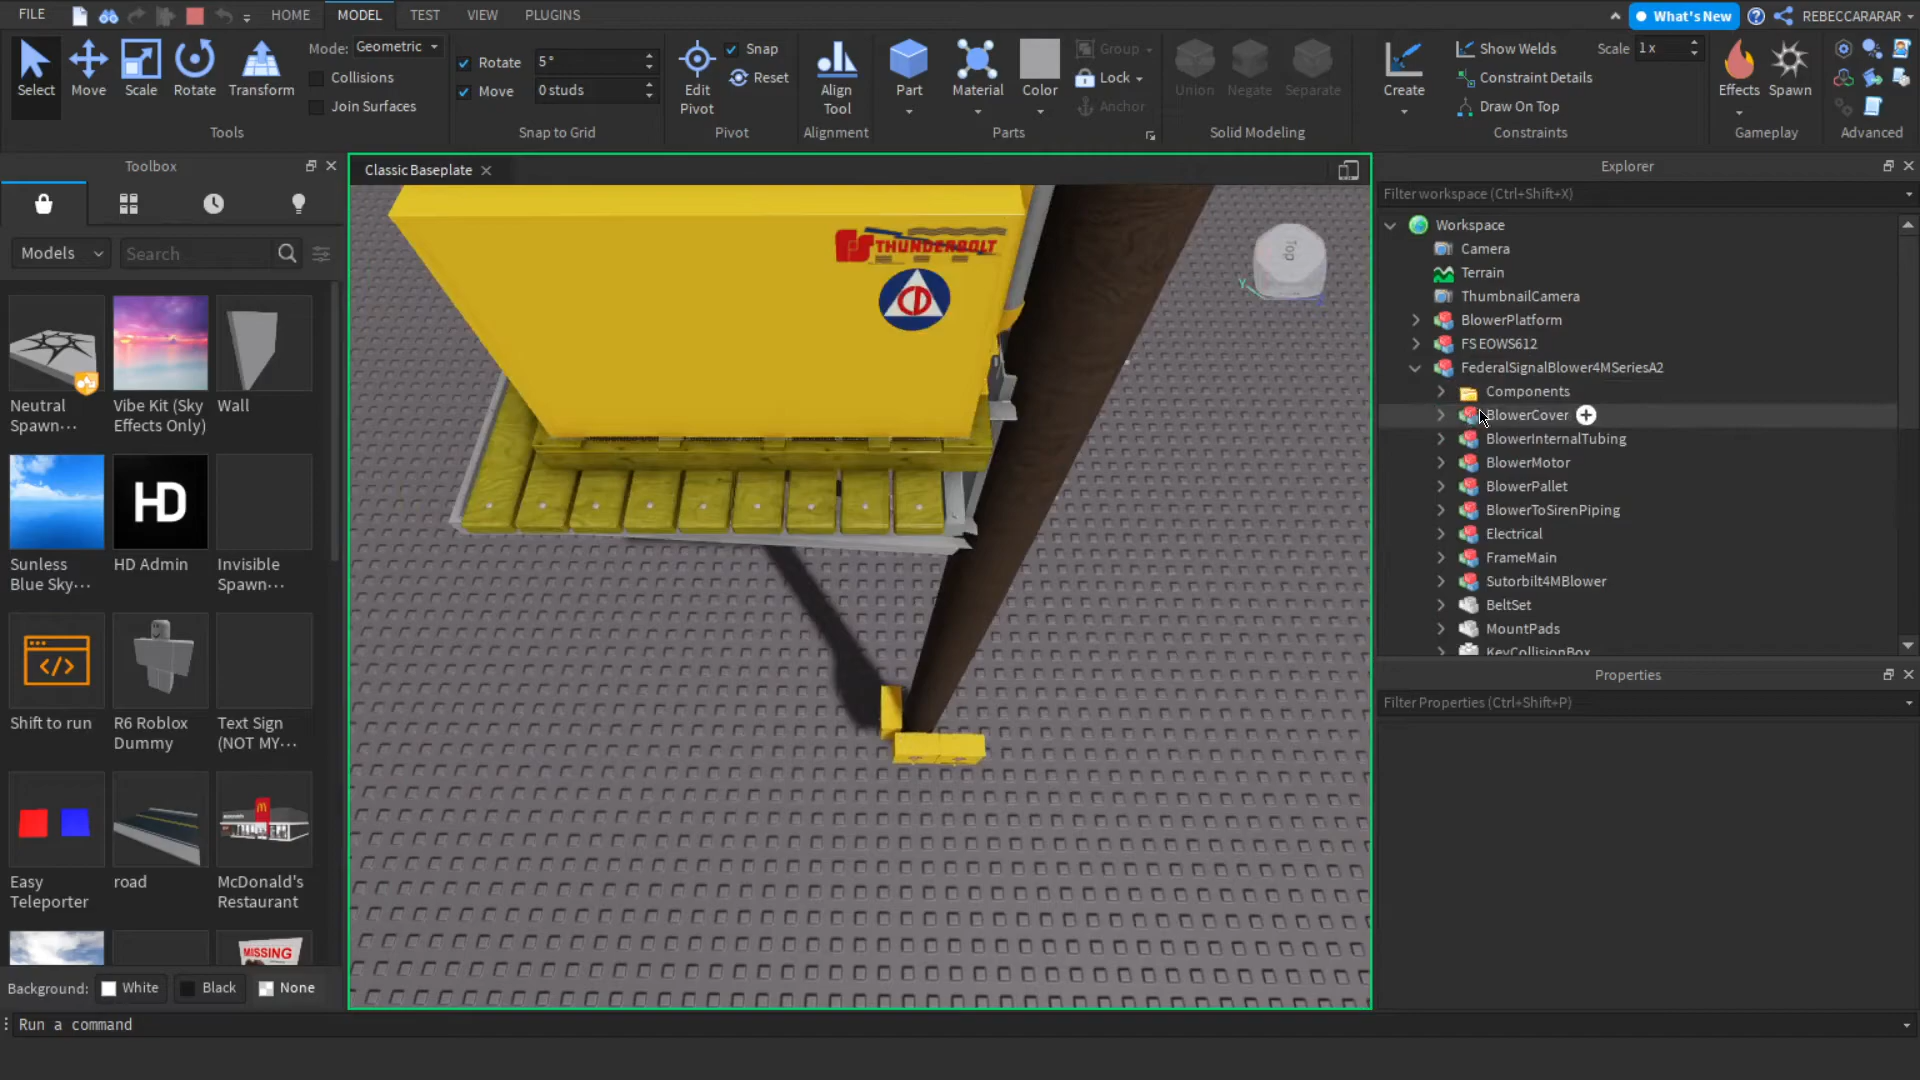 FILE HOME MODEL TEST VIEW PLUGINS What's New REBECCARARAR
Select Move Scale Rotate Transform
Mode: Geometric
Collisions
Join Surfaces
Tools
Rotate 5°
Move 0 studs
Snap to Grid
Edit Pivot
Snap
Reset
Pivot
Align Tool
Alignment
Part Material Color
Group
Lock
Anchor
Parts
Union Negate Separate
Solid Modeling
Create
Show Welds
Scale 1x
Constraint Details
Draw On Top
Constraints
Effects Spawn
Gameplay
Advanced
Toolbox
Models Search
Neutral Spawn...
Vibe Kit (Sky Effects Only)
Wall
Sunless Blue Sky...
HD
HD Admin
Invisible Spawn...
Shift to run
R6 Roblox Dummy
Text Sign (NOT MY...
Easy Teleporter
road
McDonald's Restaurant
MISSING
Background: White Black None
Run a command
Classic Baseplate
THUNDERBOLT
CD
Top
Y
Explorer
Filter workspace (Ctrl+Shift+X)
Workspace
Camera
Terrain
ThumbnailCamera
BlowerPlatform
FS EOWS612
FederalSignalBlower4MSeriesA2
Components
BlowerCover
BlowerInternalTubing
BlowerMotor
BlowerPallet
BlowerToSirenPiping
Electrical
FrameMain
Sutorbilt4MBlower
BeltSet
MountPads
KeyCollisionBox
Properties
Filter Properties (Ctrl+Shift+P)